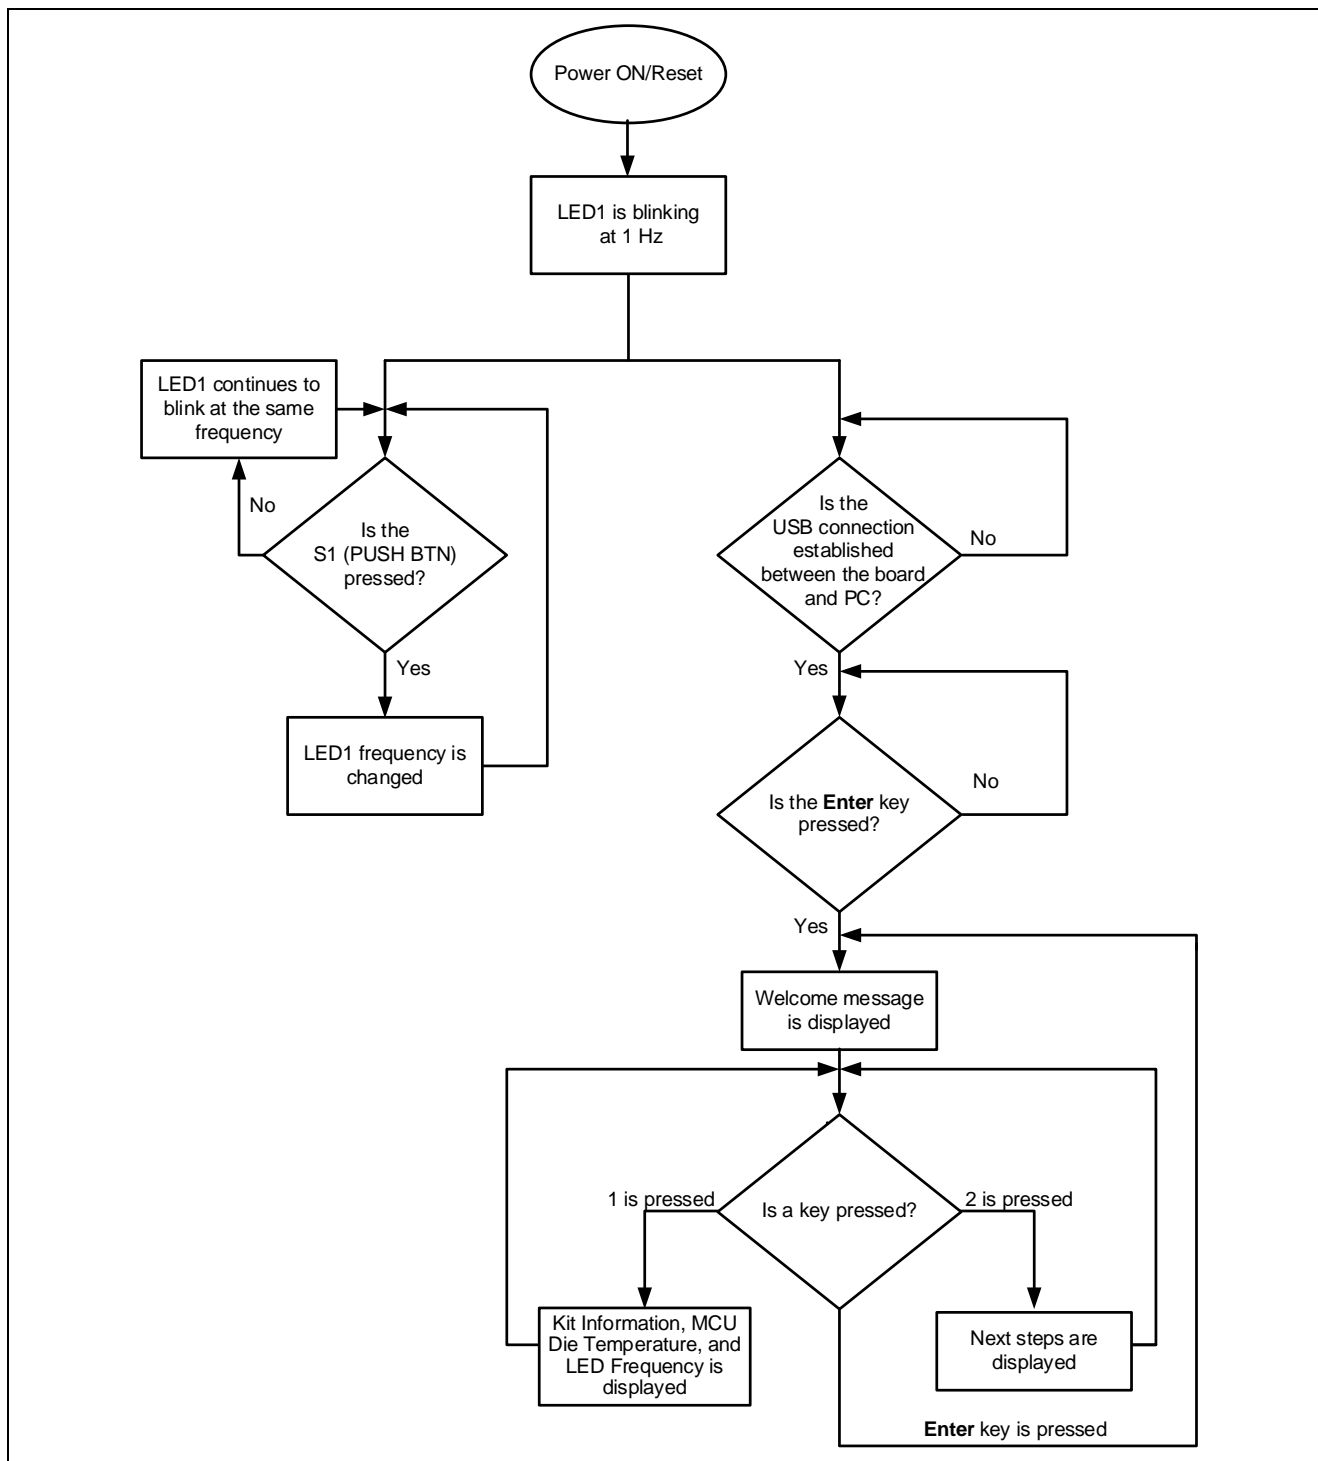 Power ON/Reset
LED1 is blinking
at 1 Hz
LED1 continues to
blink at the same
frequency
No
Is the
S1 (PUSH BTN)
pressed?
Yes
LED1 frequency is
changed
Is the
USB connection
established
between the board
and PC?
No
Yes
Is the Enter key
pressed?
No
Yes
Welcome message
is displayed
Is a key pressed?
1 is pressed
2 is pressed
Kit Information, MCU
Die Temperature, and
LED Frequency is
displayed
Next steps are
displayed
Enter key is pressed